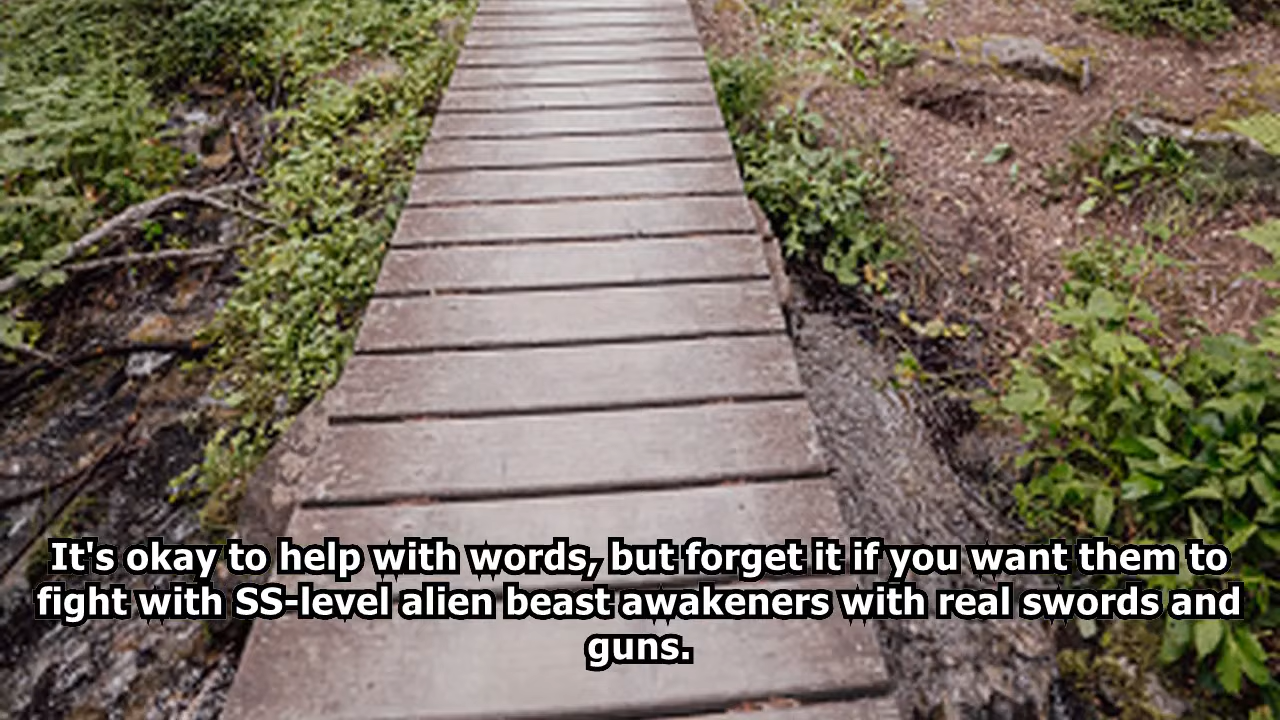 It's okay to help with words, but forget it if you want them to
fight with SS-level alien beast awakeners with real swords and
guns.